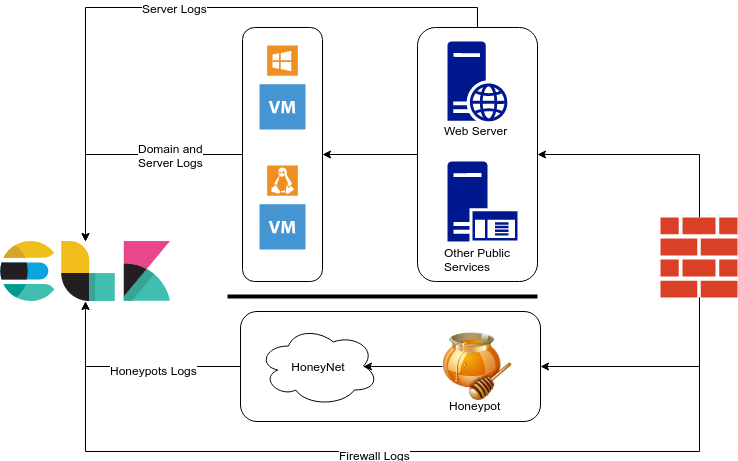 Server Logs
VM
Web Server
Domain and
Server Logs
VM
Other Public
Services
elk
HoneyNet
Honeypots Logs
Honeypot
Firewall Logs